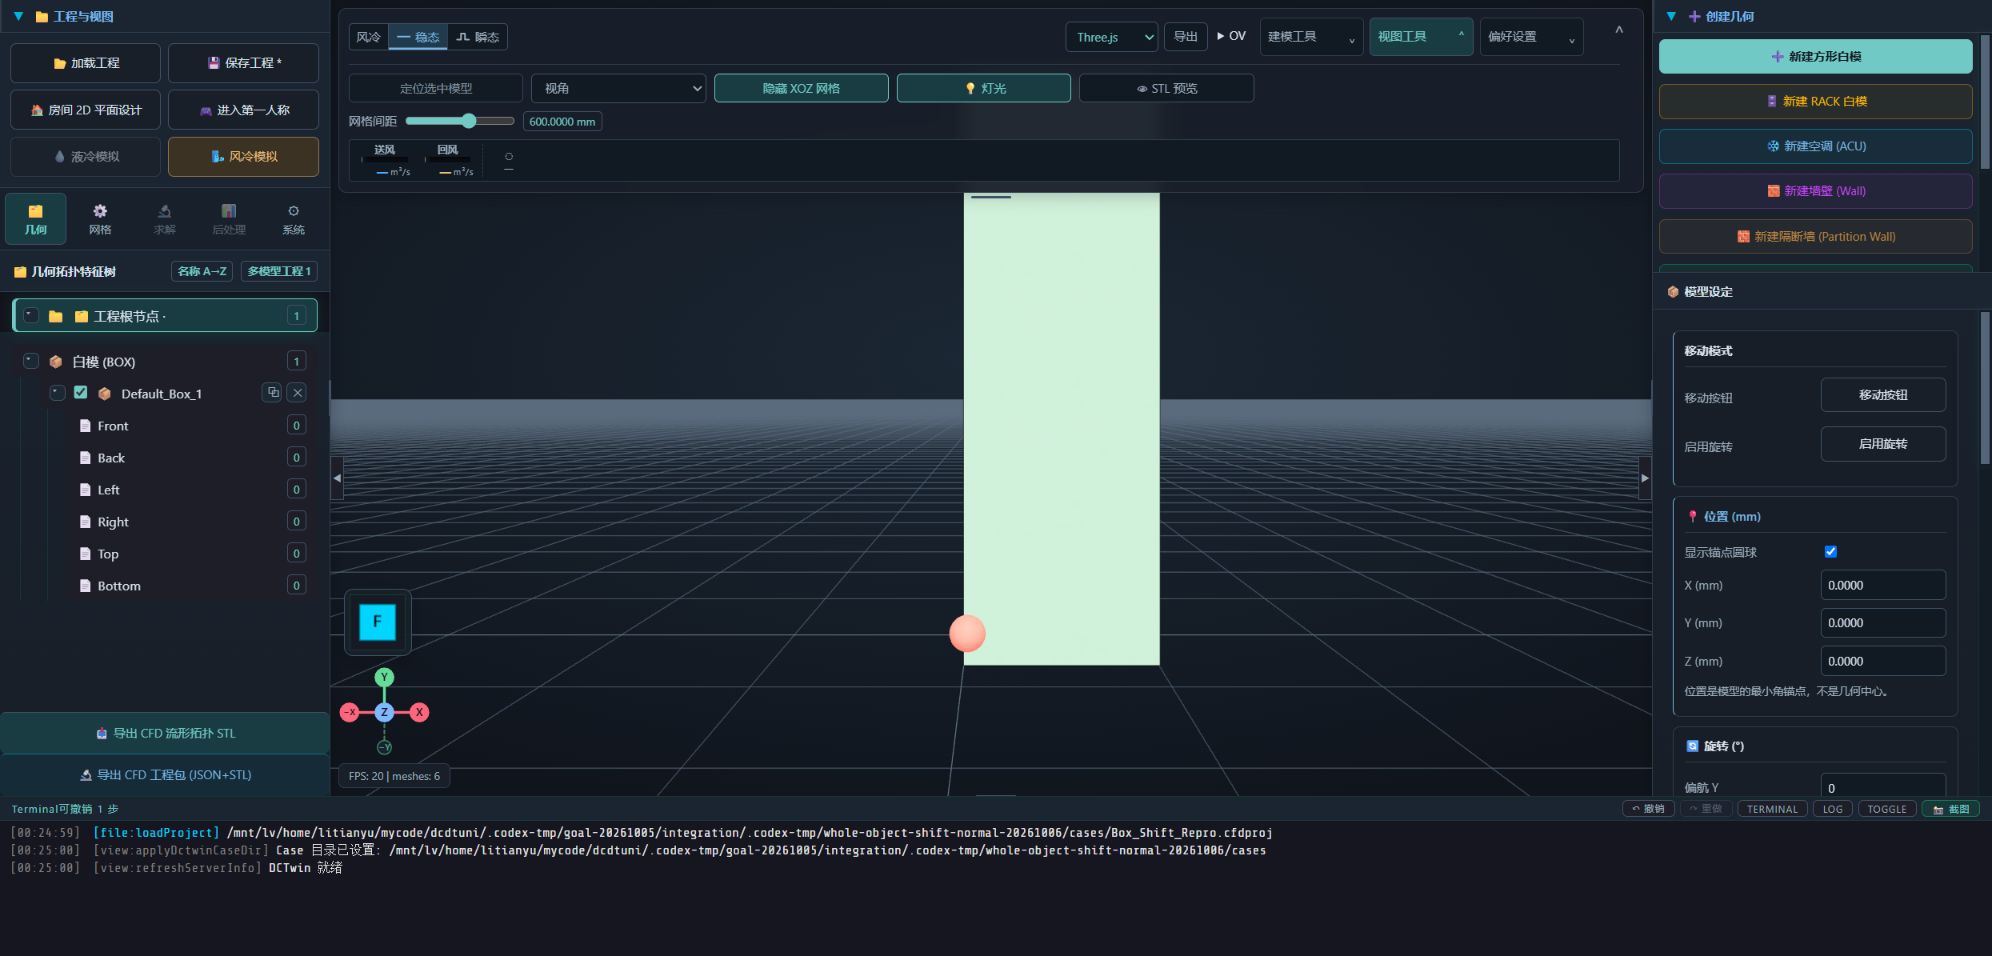 ▼ 工程与视图
加载工程
保存工程 *
房间 2D 平面设计
进入第一人称
液冷模拟
风冷模拟
几何
网格
求解
后处理
系统
几何拓扑特征树
名称 A→Z
多模型工程 1
工程根节点 ·
1
白模 (BOX)
1
Default_Box_1
Front
0
Back
0
Left
0
Right
0
Top
0
Bottom
0
导出 CFD 流形拓扑 STL
导出 CFD 工程包 (JSON+STL)
风冷
稳态
瞬态
Three.js
导出
▶ OV
建模工具
视图工具
偏好设置
定位选中模型
视角
隐藏 XOZ 网格
灯光
STL 预览
网格间距
600.0000 mm
送风
回风
— m³/s
— m³/s
—
F
Y
-X
Z
X
-Y
FPS: 20 | meshes: 6
▼ 创建几何
新建方形白模
新建 RACK 白模
新建空调 (ACU)
新建墙壁 (Wall)
新建隔断墙 (Partition Wall)
模型设定
移动模式
移动按钮
移动按钮
启用旋转
启用旋转
位置 (mm)
显示锚点圆球
X (mm)
0.0000
Y (mm)
0.0000
Z (mm)
0.0000
位置是模型的最小角锚点，不是几何中心。
旋转 (°)
偏航 Y
0
Terminal可撤销 1 步
撤销
重做
TERMINAL
LOG
TOGGLE
截图
[00:24:59] [file:loadProject] /mnt/lv/home/litianyu/mycode/dcdtuni/.codex-tmp/goal-20261005/integration/.codex-tmp/whole-object-shift-normal-20261006/cases/Box_Shift_Repro.cfdproj
[00:25:00] [view:applyDctwinCaseDir] Case 目录已设置: /mnt/lv/home/litianyu/mycode/dcdtuni/.codex-tmp/goal-20261005/integration/.codex-tmp/whole-object-shift-normal-20261006/cases
[00:25:00] [view:refreshServerInfo] DCTwin 就绪